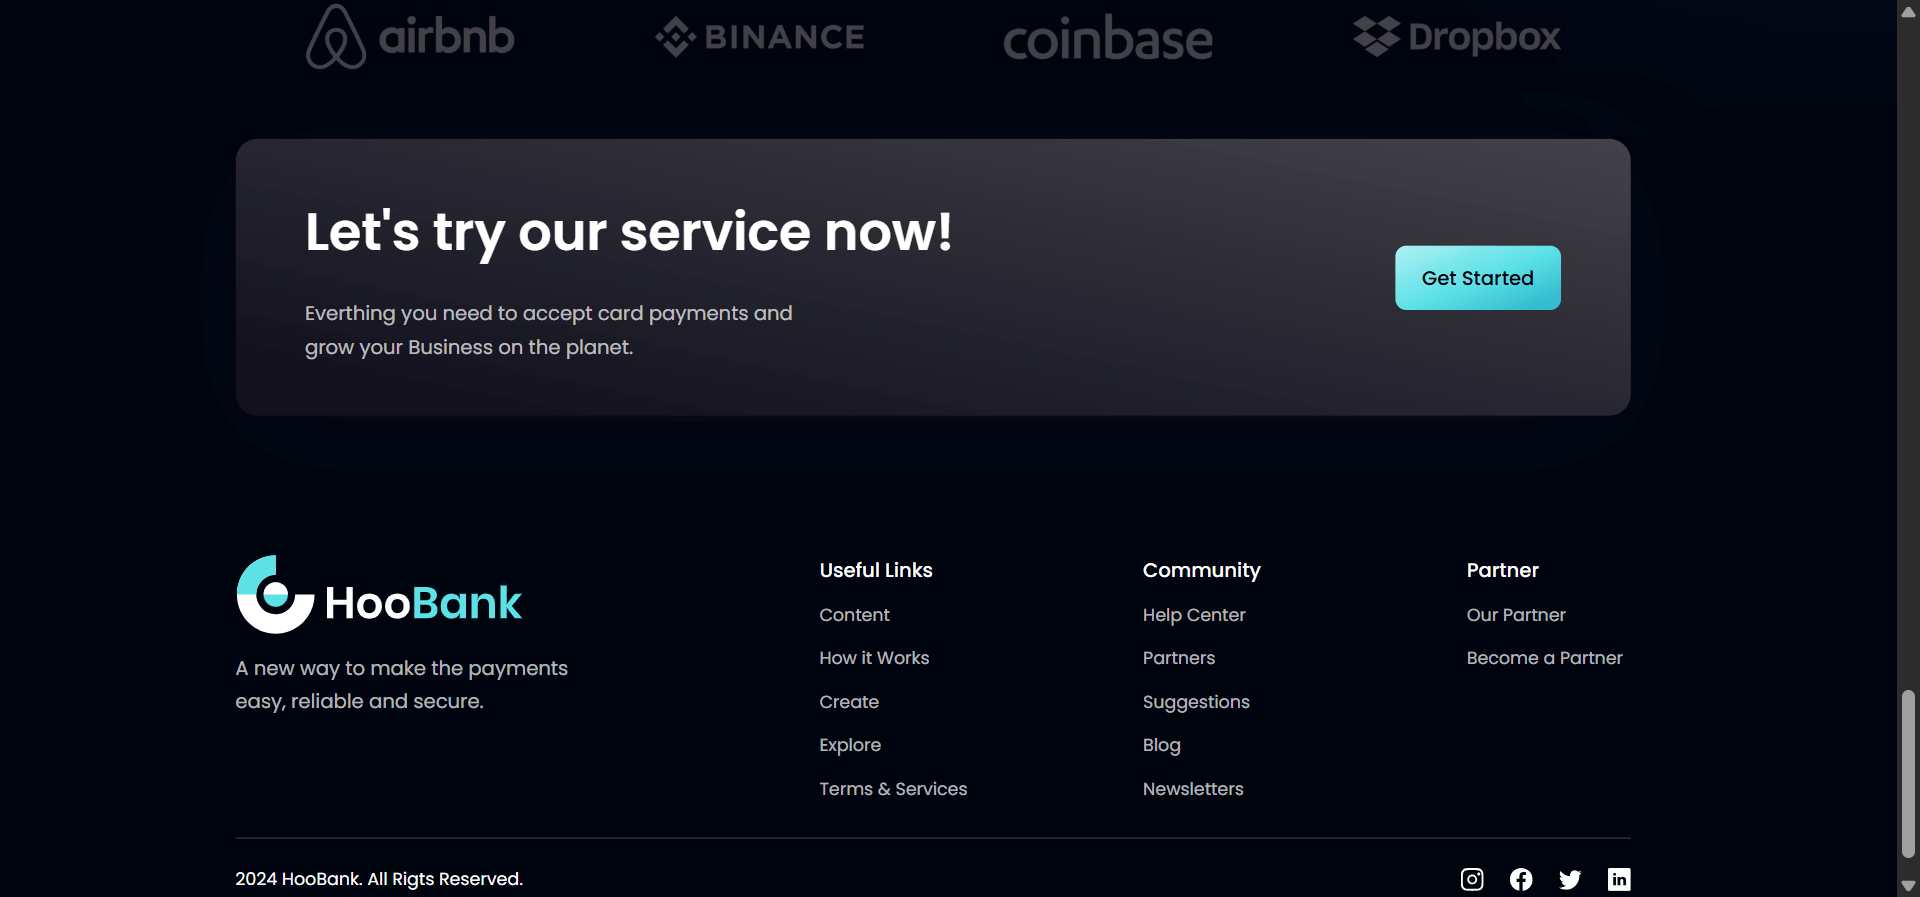 airbnb BINANCE coinbase Dropbox
Let's try our service now!
Get Started
Everthing you need to accept card payments and
grow your Business on the planet.
HooBank
A new way to make the payments
easy, reliable and secure.
Useful Links
Content
How it Works
Create
Explore
Terms & Services
Community
Help Center
Partners
Suggestions
Blog
Newsletters
Partner
Our Partner
Become a Partner
2024 HooBank. All Rigts Reserved.
in